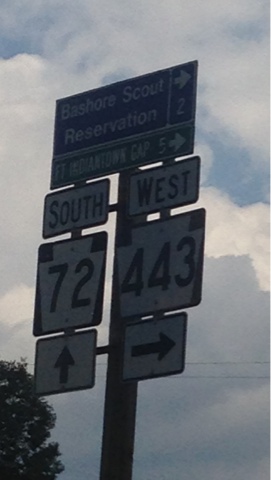 Bashore Scout
Reservation 2
FT INDIANTOWN GAP 5
SOUTH WEST
72 443